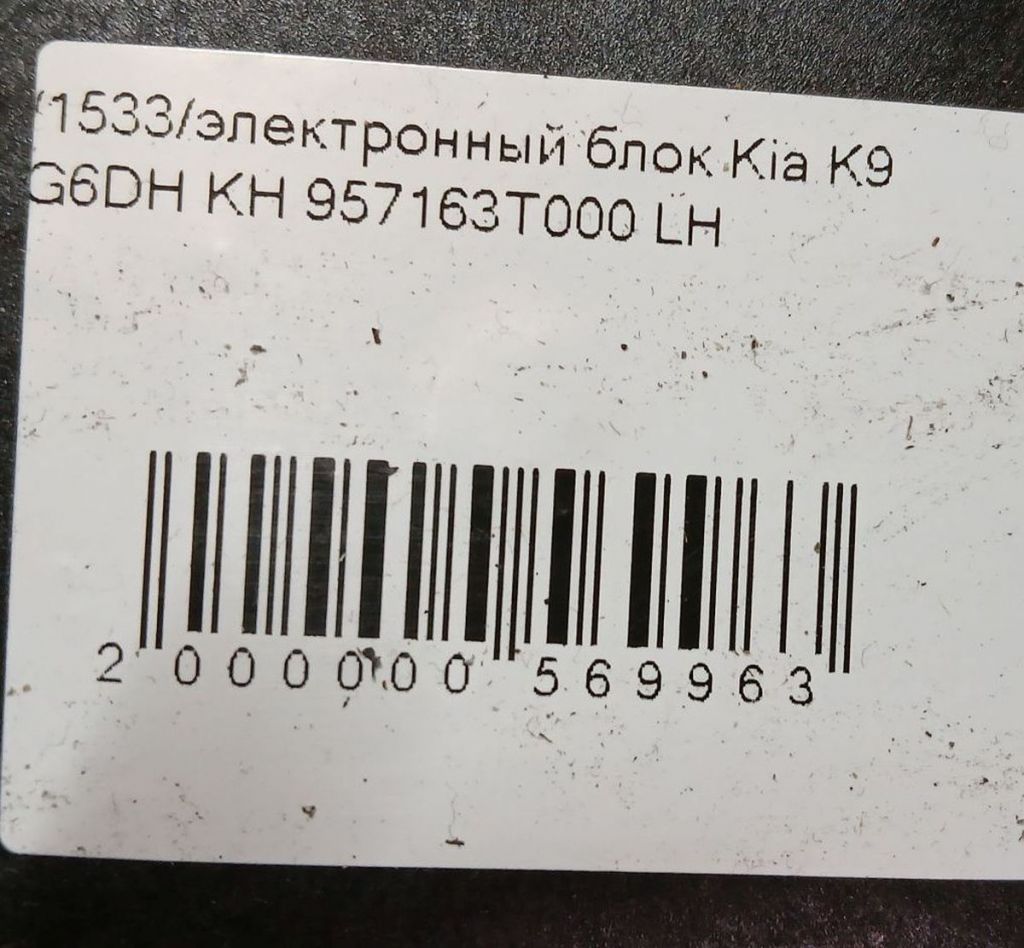 /1533/электронный блок Kia K9
G6DH KH 957163T000 LH
2 000000 569963